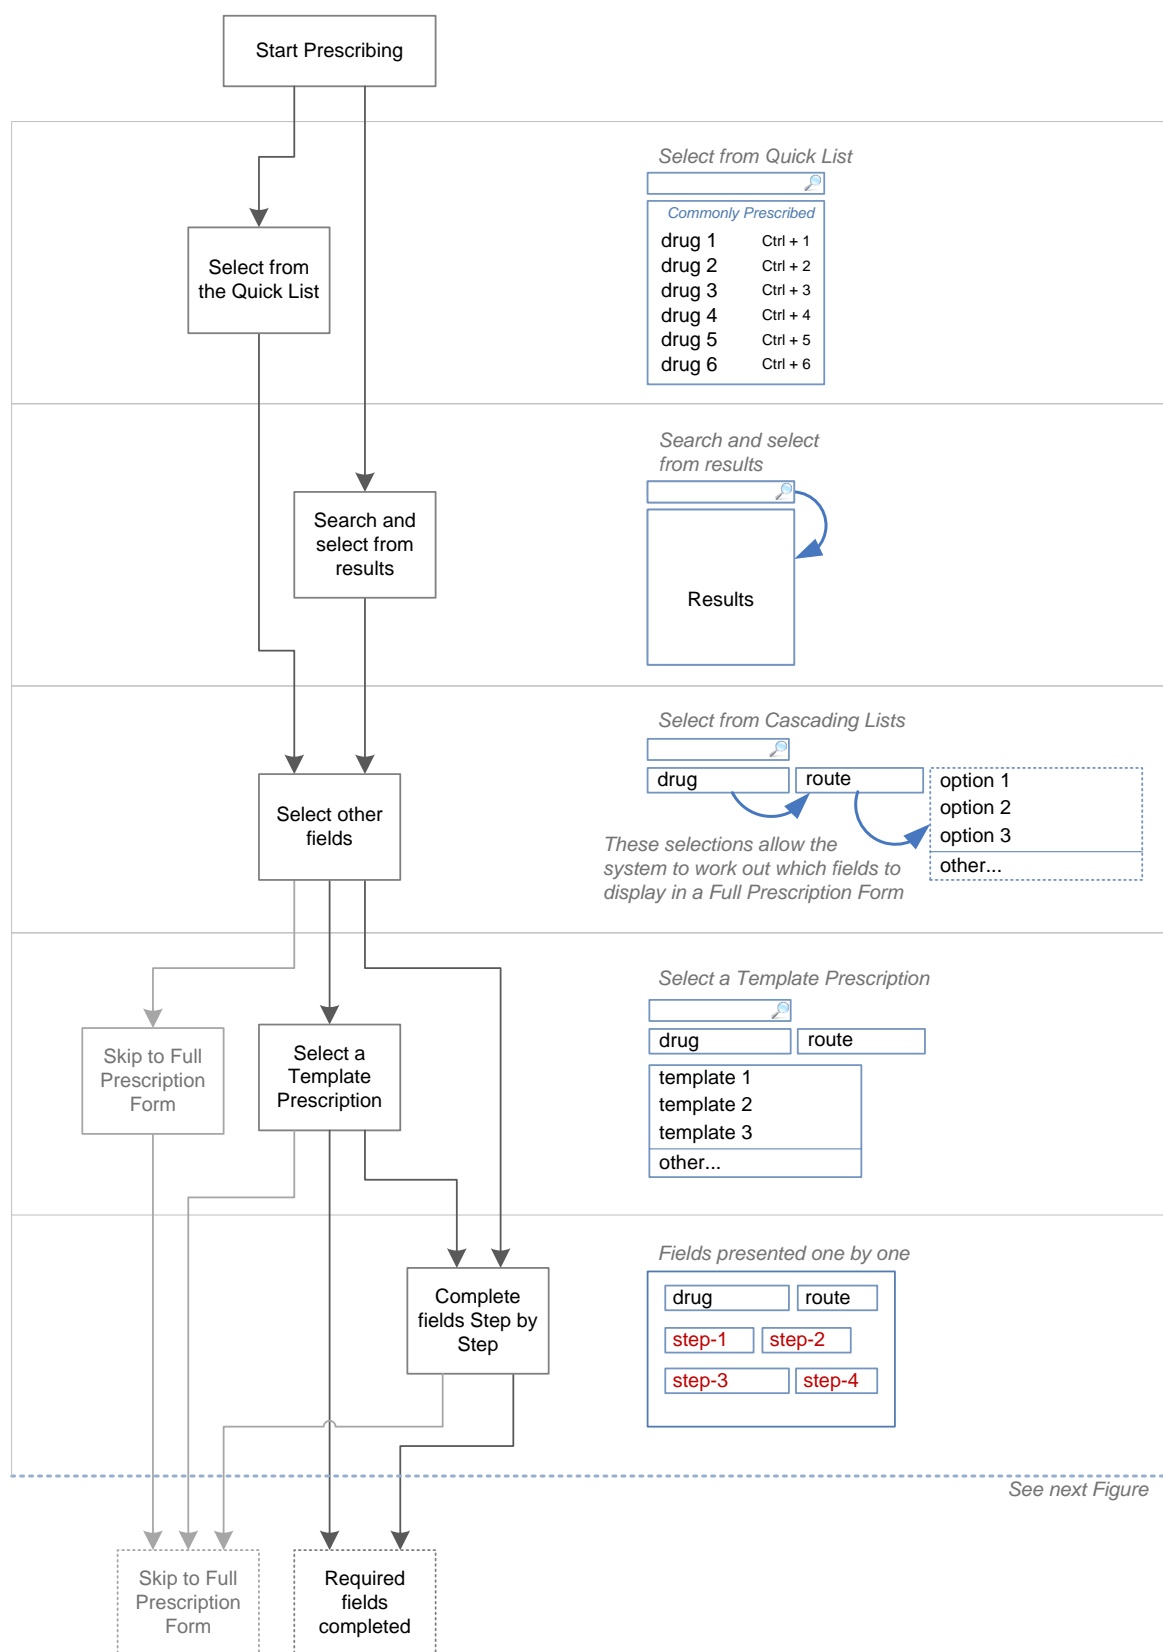 Start Prescribing
Select from Quick List
Commonly Prescribed
drug 1 Ctrl + 1
drug 2 Ctrl + 2
drug 3 Ctrl + 3
drug 4 Ctrl + 4
drug 5 Ctrl + 5
drug 6 Ctrl + 6
Select from
the Quick List
Search and select
from results
Results
Search and
select from
results
Select from Cascading Lists
drug route
option 1
option 2
option 3
other...
These selections allow the
system to work out which fields to
display in a Full Prescription Form
Select other
fields
Select a Template Prescription
drug route
template 1
template 2
template 3
other...
Skip to Full
Prescription
Form
Select a
Template
Prescription
Fields presented one by one
drug route
step-1 step-2
step-3 step-4
Complete
fields Step by
Step
See next Figure
Skip to Full
Prescription
Form
Required
fields
completed